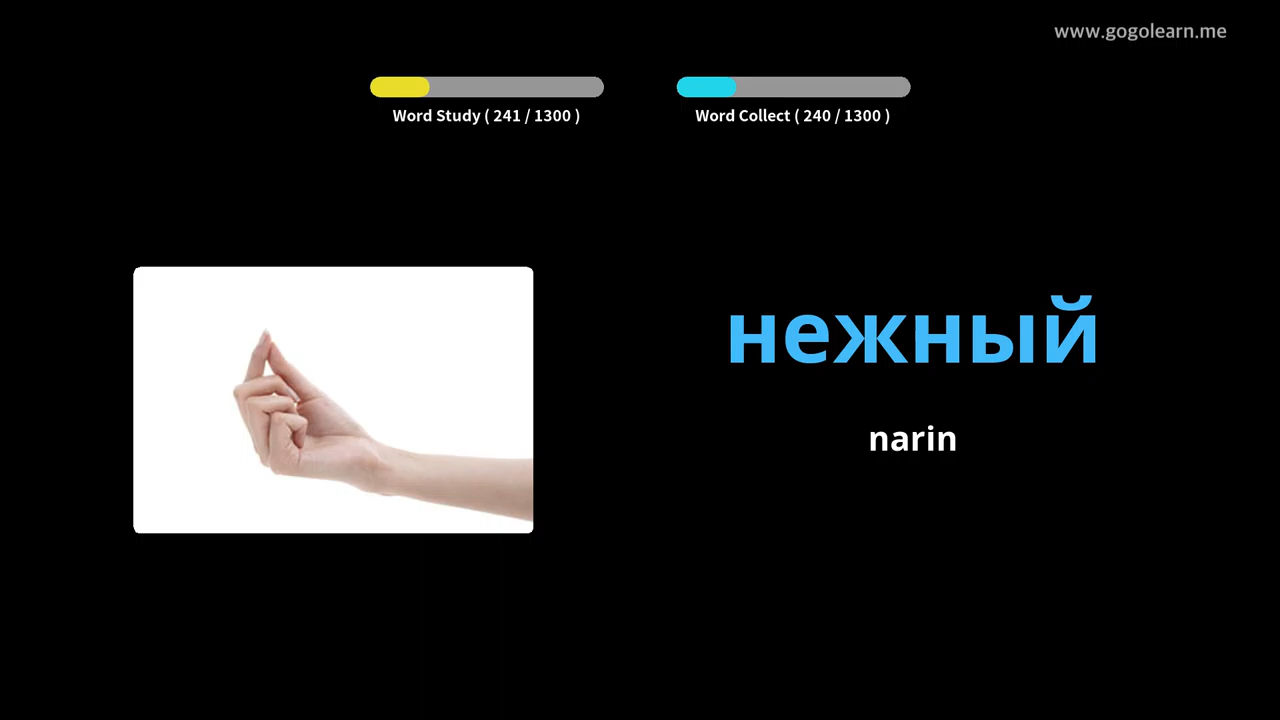 www.gogolearn.me
Word Study ( 241 / 1300 )
Word Collect ( 240 / 1300 )
нежный
narin